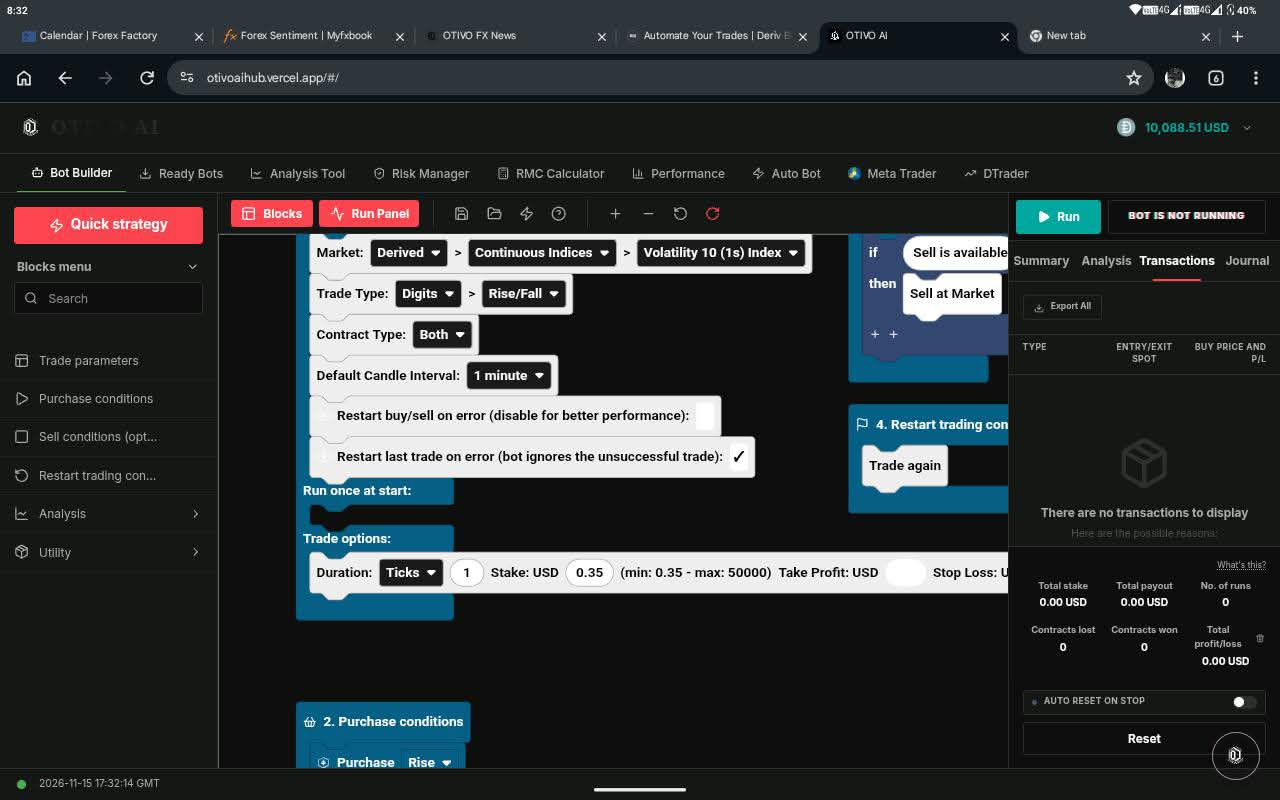 8:32
VoLTE 4G VoLTE 4G 40%
Calendar | Forex Factory
Forex Sentiment | Myfxbook
OTIVO FX News
Automate Your Trades | Deriv B
OTIVO AI
New tab
otivoaihub.vercel.app/#/
6
OTIVO AI
10,088.51 USD
Bot Builder
Ready Bots
Analysis Tool
Risk Manager
RMC Calculator
Performance
Auto Bot
Meta Trader
DTrader
Quick strategy
Blocks menu
Search
Trade parameters
Purchase conditions
Sell conditions (opt...
Restart trading con...
Analysis
Utility
Blocks
Run Panel
Market: Derived > Continuous Indices > Volatility 10 (1s) Index
Trade Type: Digits > Rise/Fall
Contract Type: Both
Default Candle Interval: 1 minute
Restart buy/sell on error (disable for better performance):
Restart last trade on error (bot ignores the unsuccessful trade): ✓
Run once at start:
Trade options:
Duration: Ticks 1 Stake: USD 0.35 (min: 0.35 - max: 50000) Take Profit: USD Stop Loss: U
2. Purchase conditions
Purchase Rise
if Sell is available
then Sell at Market
+ +
4. Restart trading con
Trade again
Run
BOT IS NOT RUNNING
Summary
Analysis
Transactions
Journal
Export All
TYPE
ENTRY/EXIT SPOT
BUY PRICE AND P/L
There are no transactions to display
Here are the possible reasons:
What's this?
Total stake
0.00 USD
Total payout
0.00 USD
No. of runs
0
Contracts lost
0
Contracts won
0
Total profit/loss
0.00 USD
AUTO RESET ON STOP
Reset
2026-11-15 17:32:14 GMT